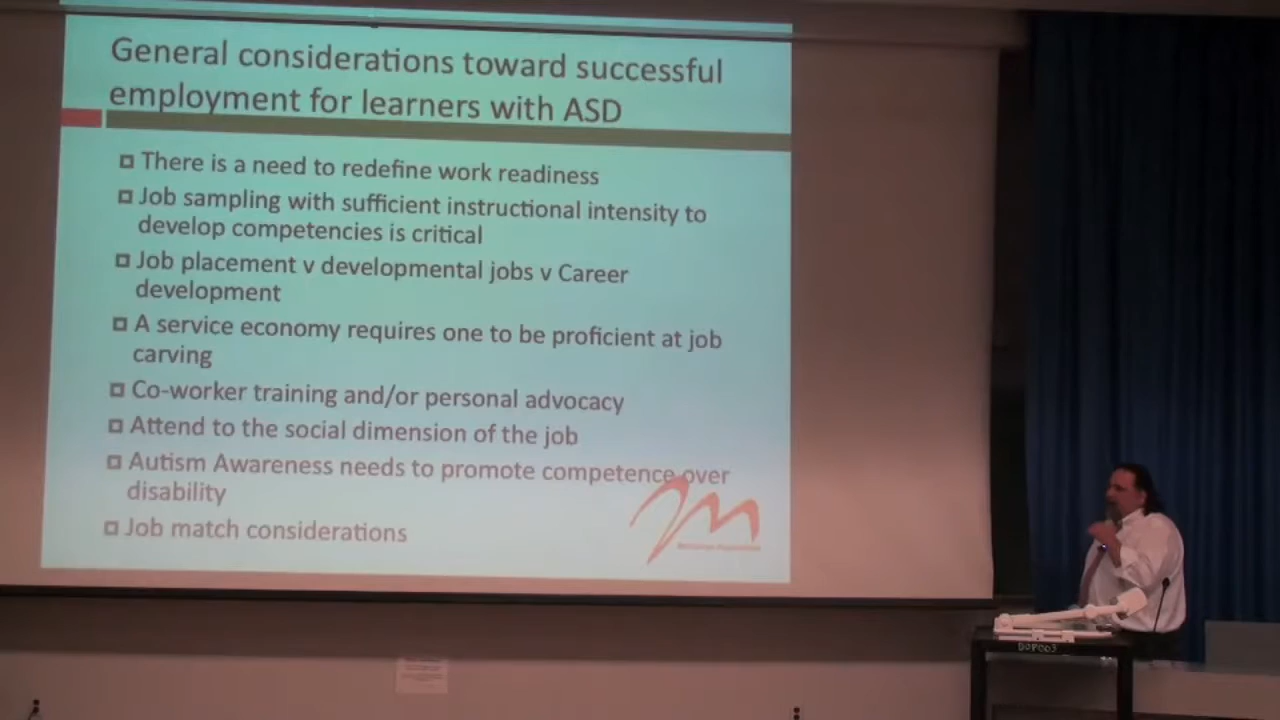 General considerations toward successful
employment for learners with ASD
There is a need to redefine work readiness
Job sampling with sufficient instructional intensity to
develop competencies is critical
Job placement v developmental jobs v Career
development
A service economy requires one to be proficient at job
carving
Co-worker training and/or personal advocacy
Attend to the social dimension of the job
Autism Awareness needs to promote competence over
disability
Job match considerations